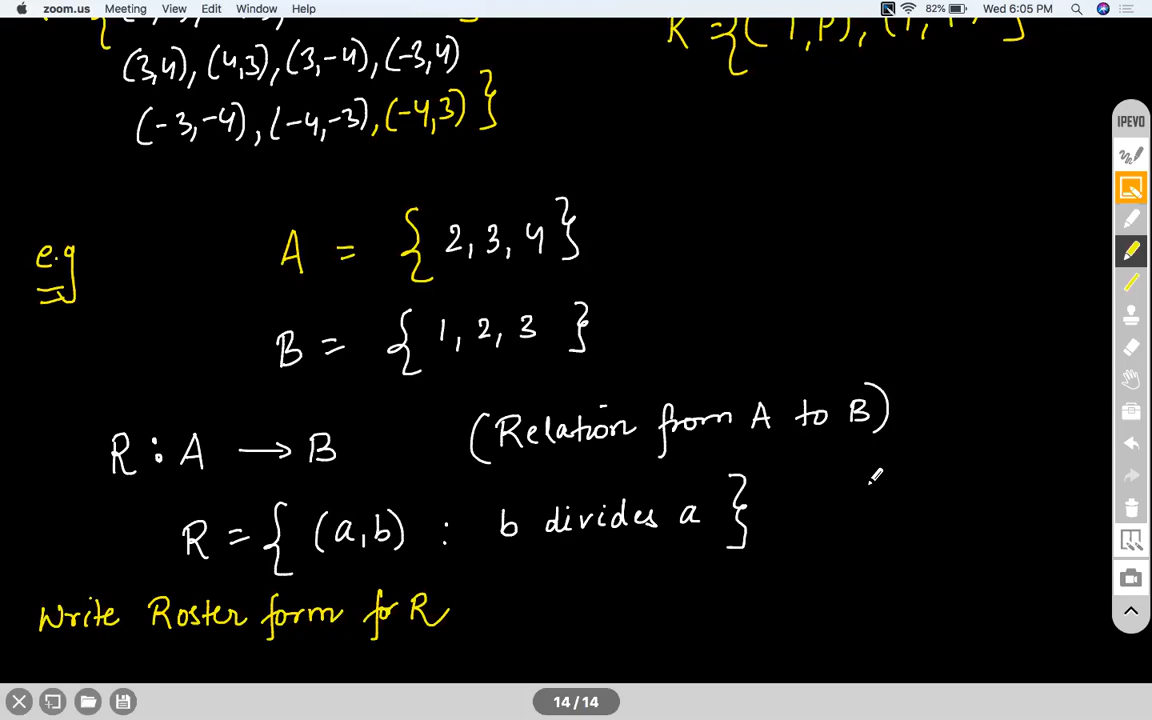 zoom.us Meeting View Edit Window Help 82% Wed 6:05 PM
(3,4), (4,3), (3,-4), (-3,4)
(-3,-4), (-4,-3), (-4,3) }
IPEVO
e.g A = { 2, 3, 4 }
B = { 1, 2, 3 }
R : A → B (Relation from A to B)
R = { (a,b) : b divides a }
Write Roster form for R
14 / 14